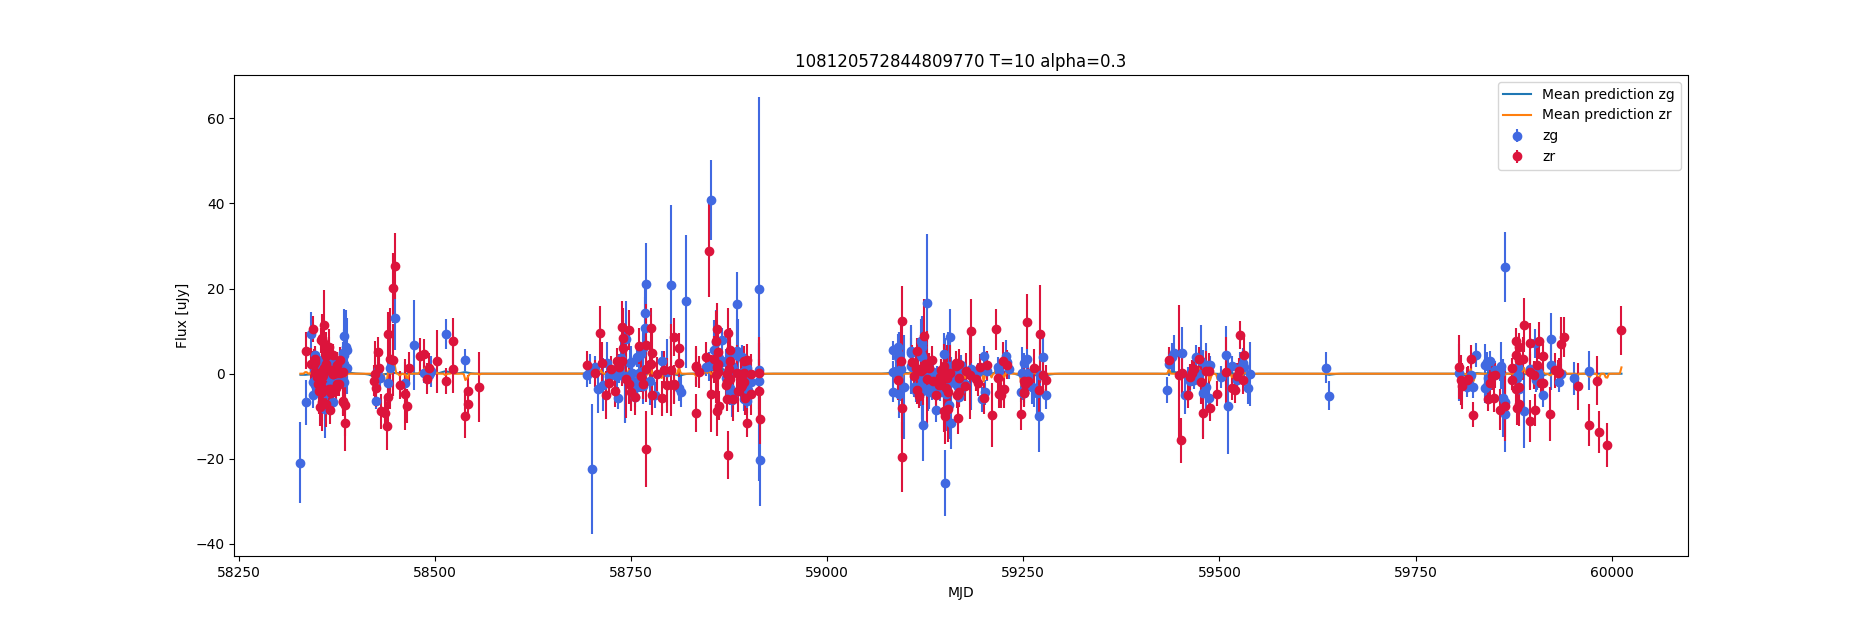 108120572844809770 T=10 alpha=0.3
Mean prediction zg
Mean prediction zr
zg
zr
Flux [uJy]
60
40
20
0
−20
−40
58250 58500 58750 59000 59250 59500 59750 60000
MJD